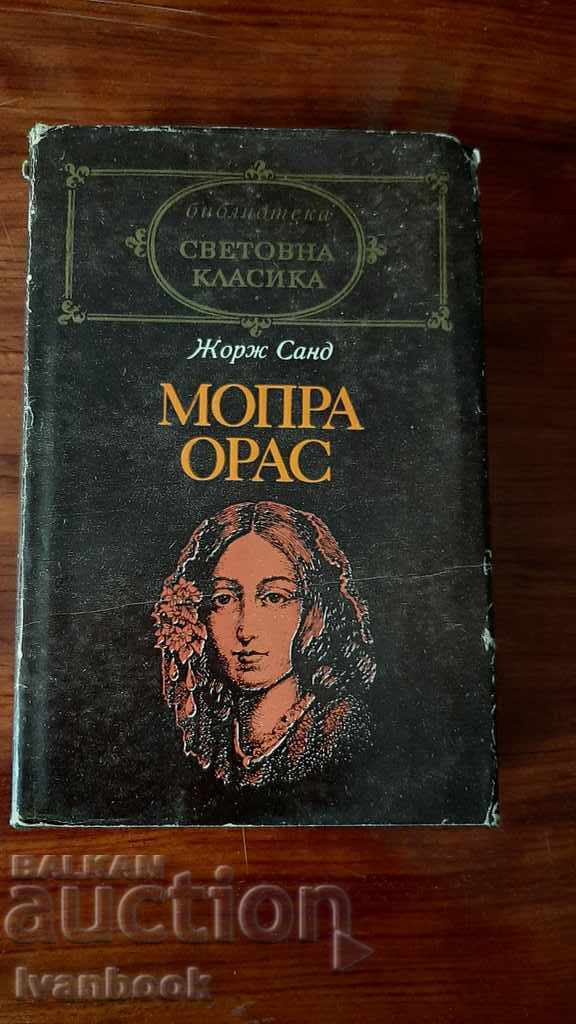 библиотека
СВЕТОВНА
КЛАСИКА
Жорж Санд
МОПРА
ОРАС
BALKAN
auction
Ivanbook